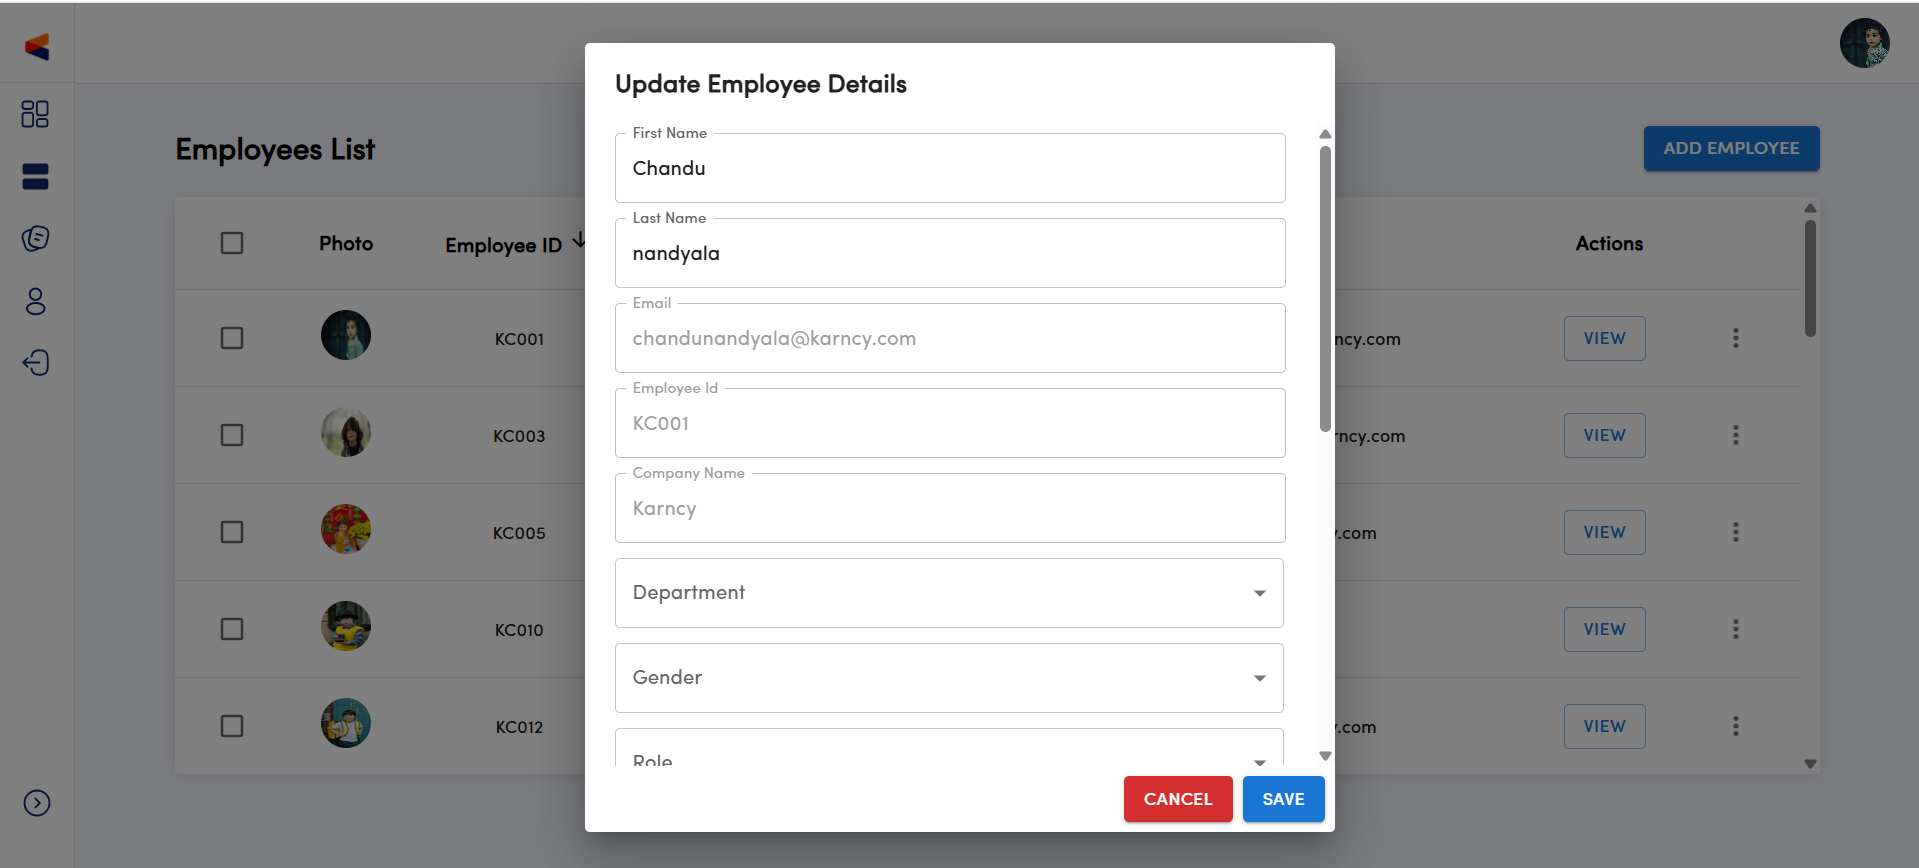 Update Employee Details
Employees List
ADD EMPLOYEE
Photo Employee ID Actions
KC001 ncy.com VIEW
KC003 rncy.com VIEW
KC005 .com VIEW
KC010 VIEW
KC012 .com VIEW
First Name
Chandu
Last Name
nandyala
Email
chandunandyala@karncy.com
Employee Id
KC001
Company Name
Karncy
Department
Gender
Role
CANCEL SAVE